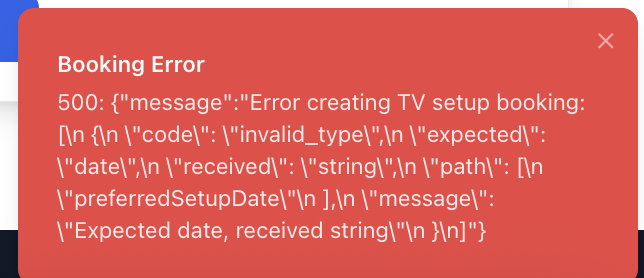 Booking Error
500: {"message":"Error creating TV setup booking:
[\n {\n \"code\": \"invalid_type\",\n \"expected\":
\"date\",\n \"received\": \"string\",\n \"path\": [\n
\"preferredSetupDate\"\n ],\n \"message\":
\"Expected date, received string\"\n }\n]"}